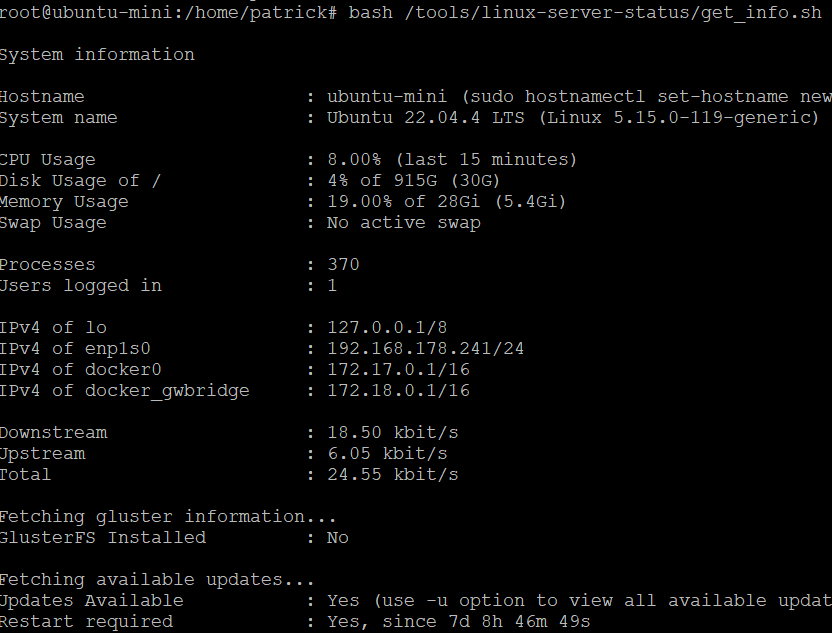 root@ubuntu-mini:/home/patrick# bash /tools/linux-server-status/get_info.sh
System information
Hostname : ubuntu-mini (sudo hostnamectl set-hostname new
System name : Ubuntu 22.04.4 LTS (Linux 5.15.0-119-generic)
CPU Usage : 8.00% (last 15 minutes)
Disk Usage of / : 4% of 915G (30G)
Memory Usage : 19.00% of 28Gi (5.4Gi)
Swap Usage : No active swap
Processes : 370
Users logged in : 1
IPv4 of lo : 127.0.0.1/8
IPv4 of enp1s0 : 192.168.178.241/24
IPv4 of docker0 : 172.17.0.1/16
IPv4 of docker_gwbridge : 172.18.0.1/16
Downstream : 18.50 kbit/s
Upstream : 6.05 kbit/s
Total : 24.55 kbit/s
Fetching gluster information...
GlusterFS Installed : No
Fetching available updates...
Updates Available : Yes (use -u option to view all available updat
Restart required : Yes, since 7d 8h 46m 49s